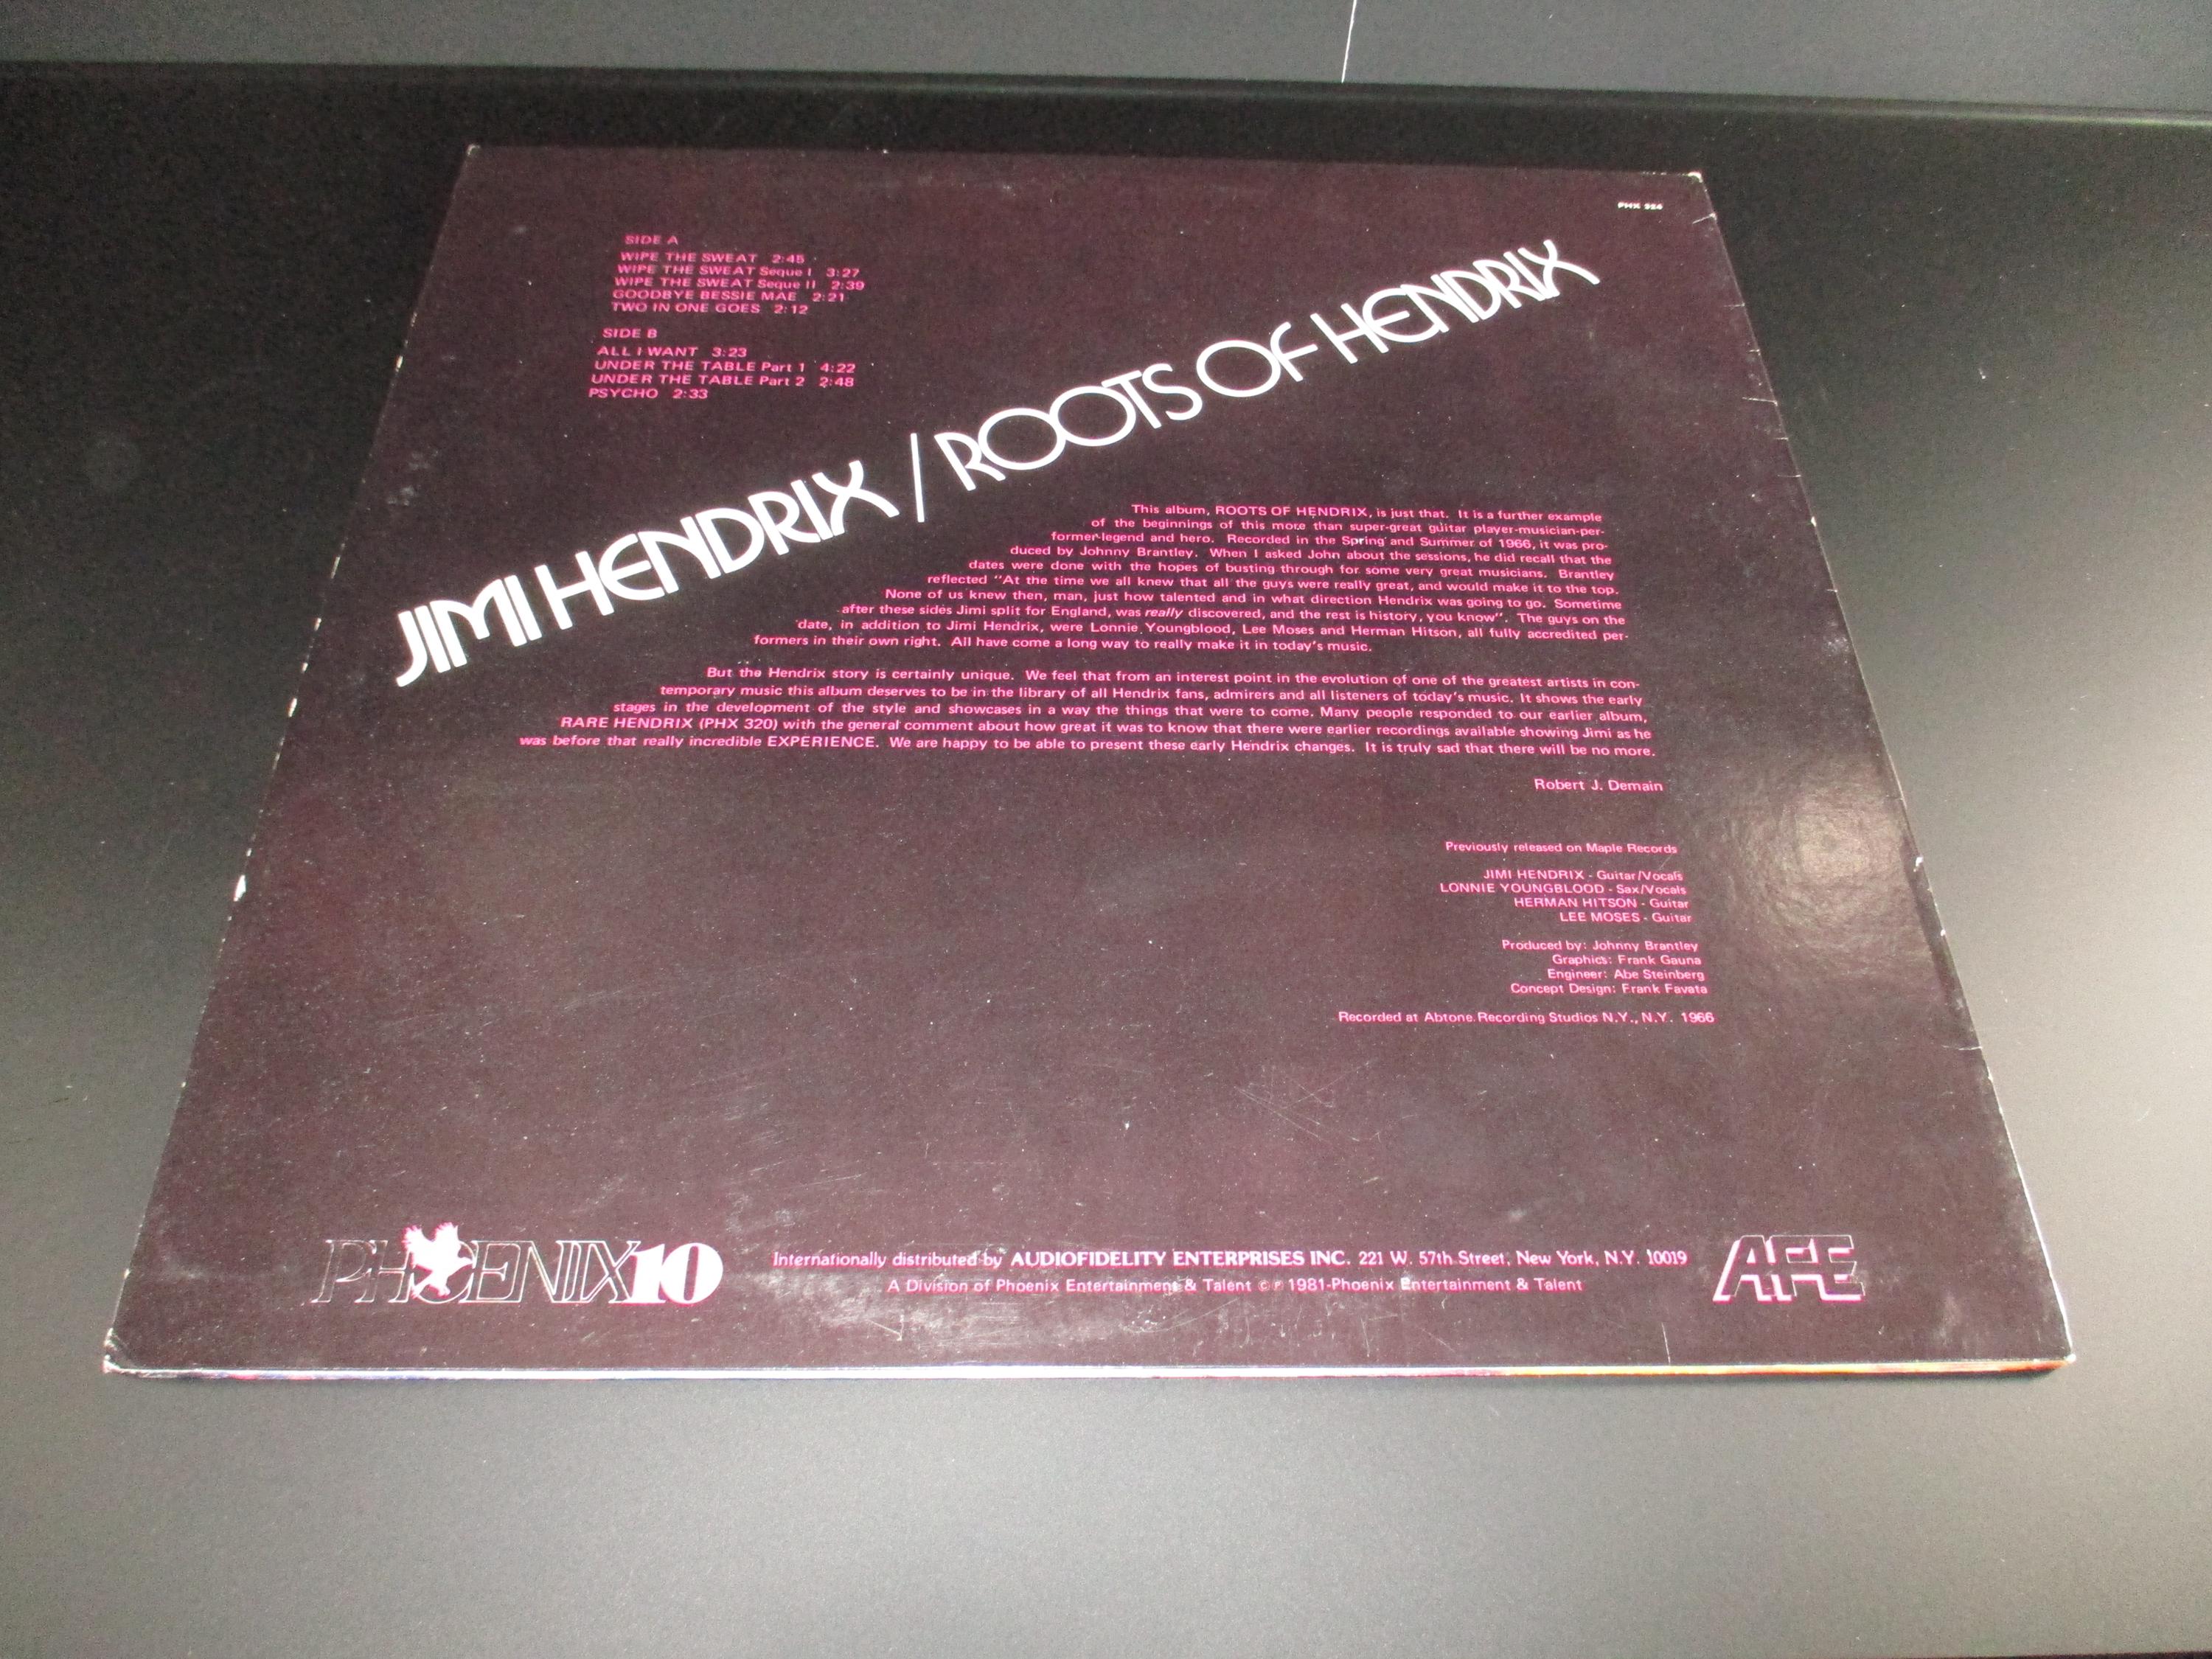 PHX 324
SIDE A
WIPE THE SWEAT 2:45
WIPE THE SWEAT Seque I 3:27
WIPE THE SWEAT Seque II 2:39
GOODBYE BESSIE MAE 2:21
TWO IN ONE GOES 2:12
SIDE B
ALL I WANT 3:23
UNDER THE TABLE Part 1 4:22
UNDER THE TABLE Part 2 2:48
PSYCHO 2:33
JIMI HENDRIX / ROOTS OF HENDRIX
This album, ROOTS OF HENDRIX, is just that. It is a further example
of the beginnings of this more than super-great guitar player-musician-per-
former-legend and hero. Recorded in the Spring and Summer of 1966, it was pro-
duced by Johnny Brantley. When I asked John about the sessions, he did recall that the
dates were done with the hopes of busting through for some very great musicians. Brantley
reflected "At the time we all knew that all the guys were really great, and would make it to the top.
None of us knew then, man, just how talented and in what direction Hendrix was going to go. Sometime
after these sides Jimi split for England, was really discovered, and the rest is history, you know". The guys on the
date, in addition to Jimi Hendrix, were Lonnie Youngblood, Lee Moses and Herman Hitson, all fully accredited per-
formers in their own right. All have come a long way to really make it in today's music.
But the Hendrix story is certainly unique. We feel that from an interest point in the evolution of one of the greatest artists in con-
temporary music this album deserves to be in the library of all Hendrix fans, admirers and all listeners of today's music. It shows the early
stages in the development of the style and showcases in a way the things that were to come. Many people responded to our earlier album,
RARE HENDRIX (PHX 320) with the general comment about how great it was to know that there were earlier recordings available showing Jimi as he
was before that really incredible EXPERIENCE. We are happy to be able to present these early Hendrix changes. It is truly sad that there will be no more.
Robert J. Demain
Previously released on Maple Records
JIMI HENDRIX - Guitar/Vocals
LONNIE YOUNGBLOOD - Sax/Vocals
HERMAN HITSON - Guitar
LEE MOSES - Guitar
Produced by: Johnny Brantley
Graphics: Frank Gauna
Engineer: Abe Steinberg
Concept Design: Frank Favata
Recorded at Abtone Recording Studios N.Y., N.Y. 1966
PHOENIX10
Internationally distributed by AUDIOFIDELITY ENTERPRISES INC. 221 W. 57th Street, New York, N.Y. 10019
A Division of Phoenix Entertainment & Talent © ℗ 1981-Phoenix Entertainment & Talent
AFE